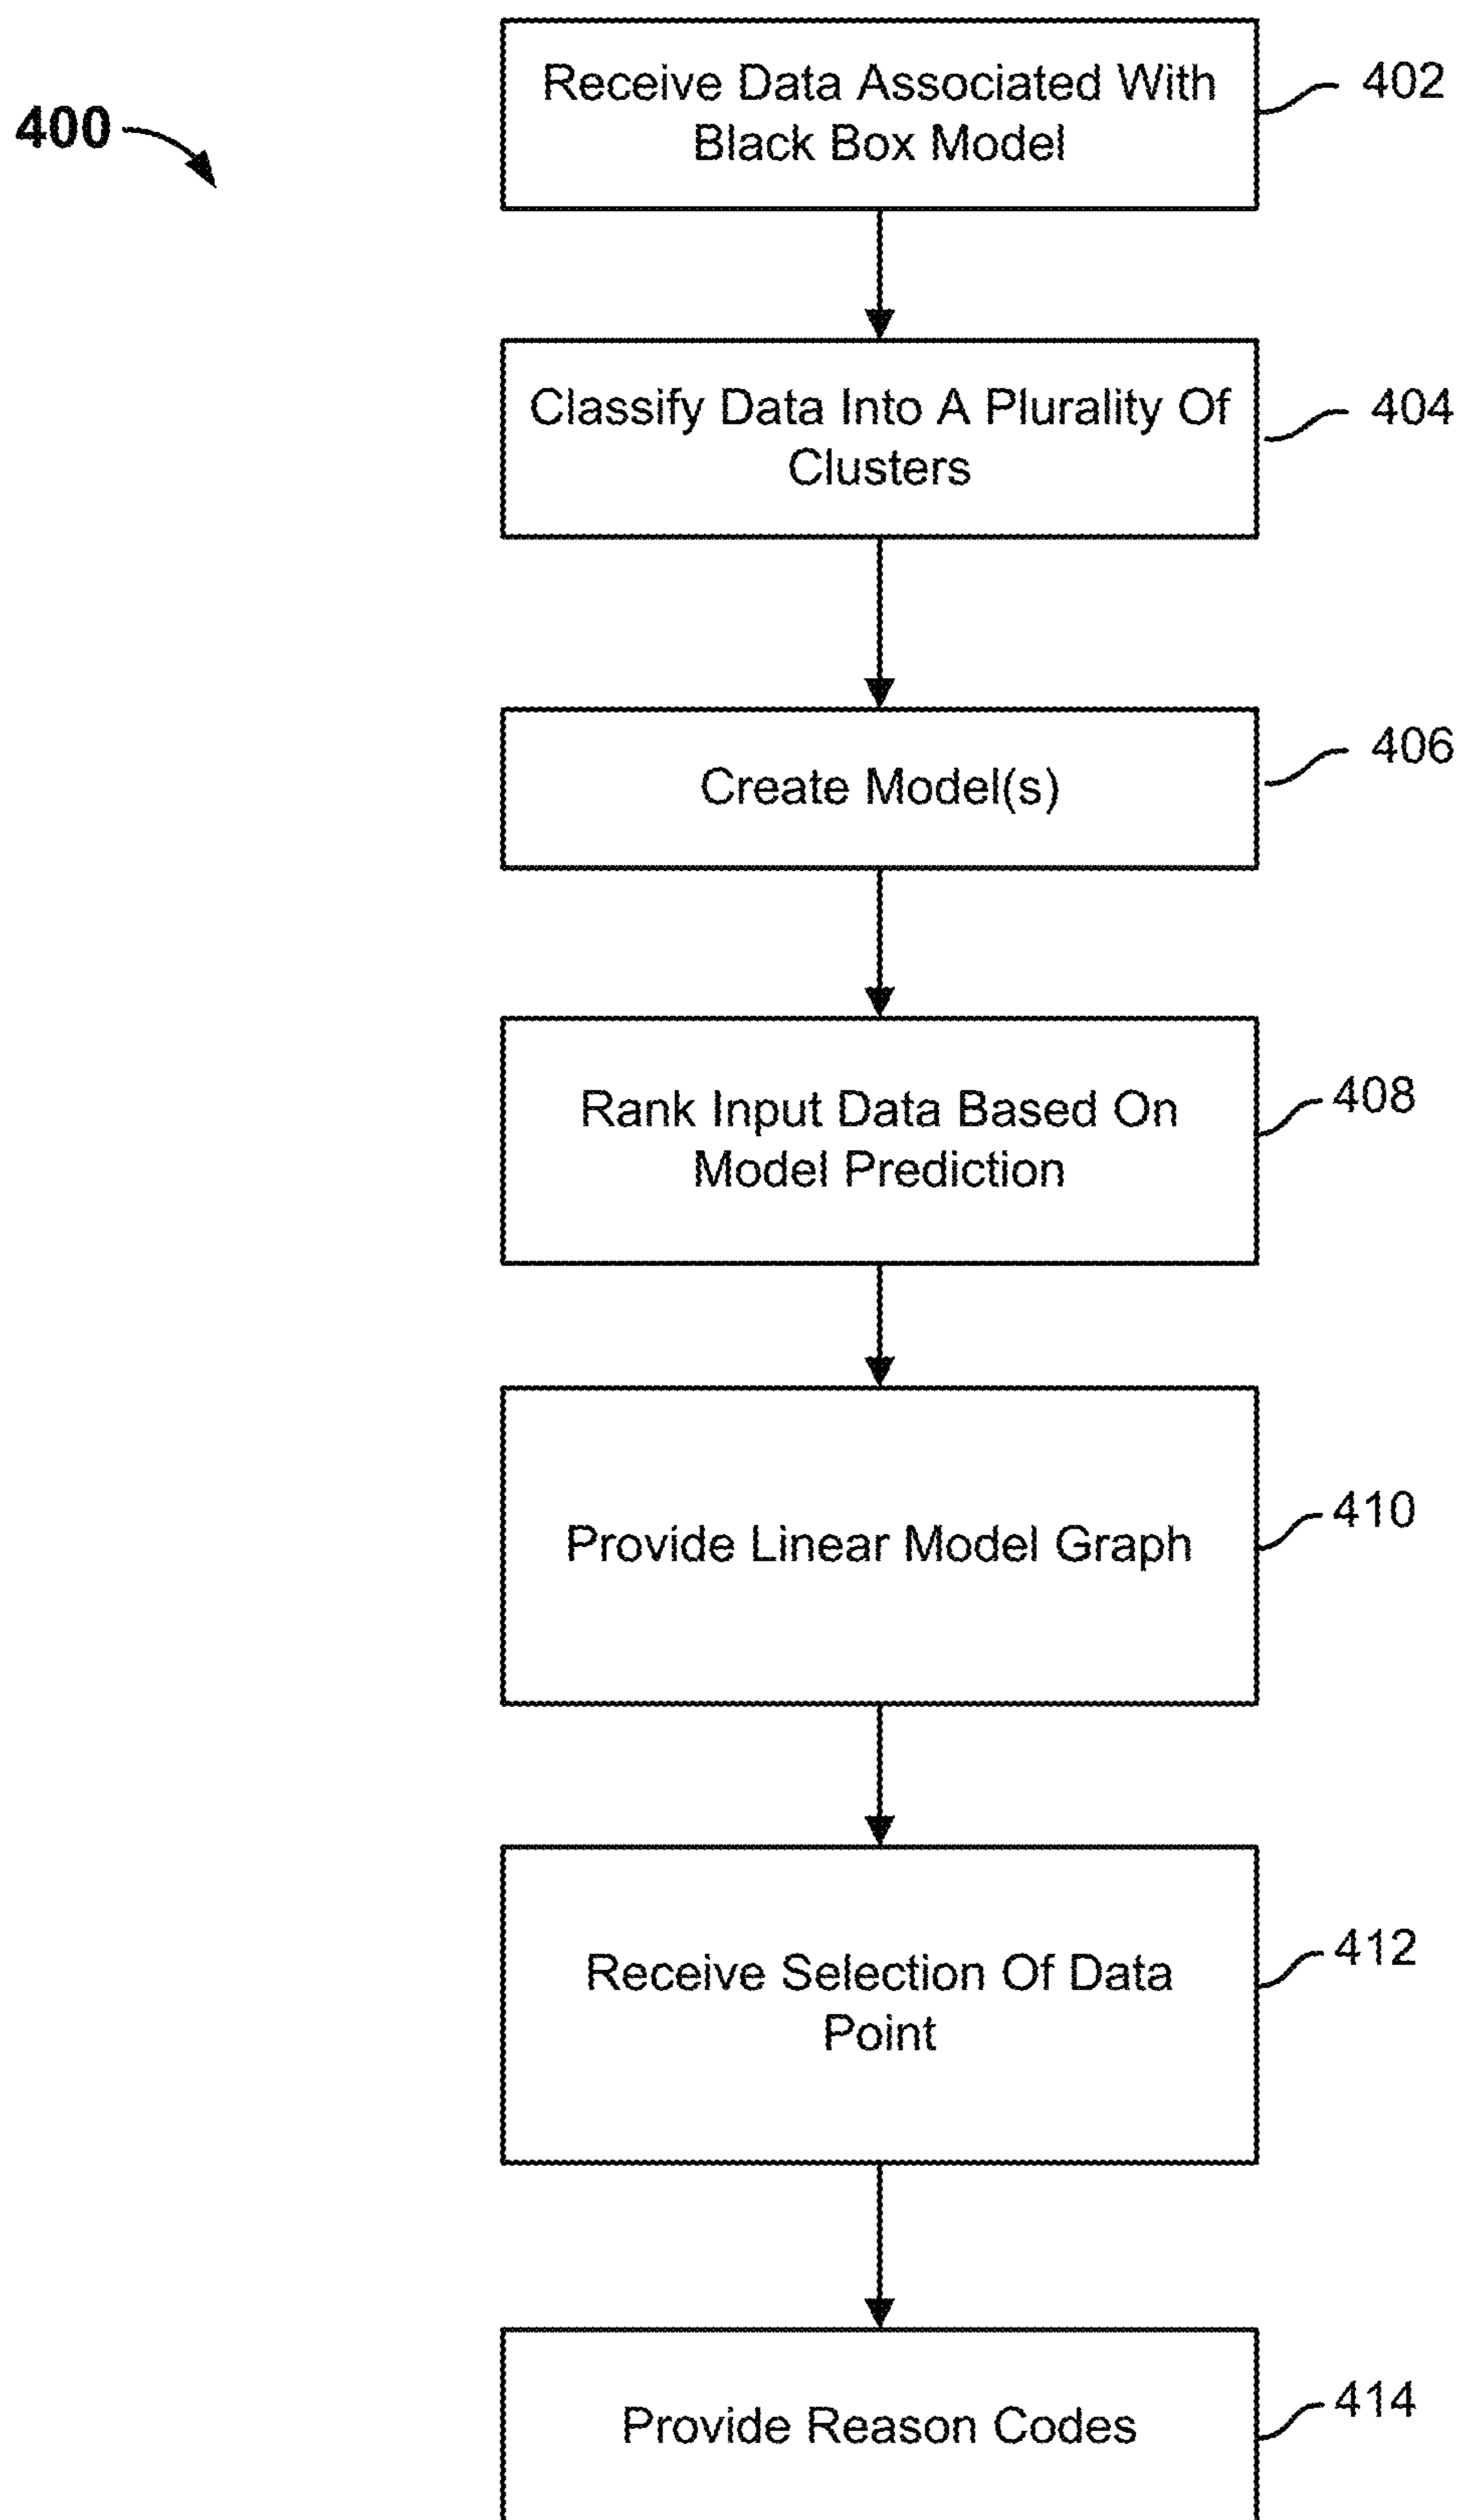 400
Receive Data Associated With
Black Box Model
402
Classify Data Into A Plurality Of
Clusters
404
Create Model(s)
406
Rank Input Data Based On
Model Prediction
408
Provide Linear Model Graph
410
Receive Selection Of Data
Point
412
Provide Reason Codes
414